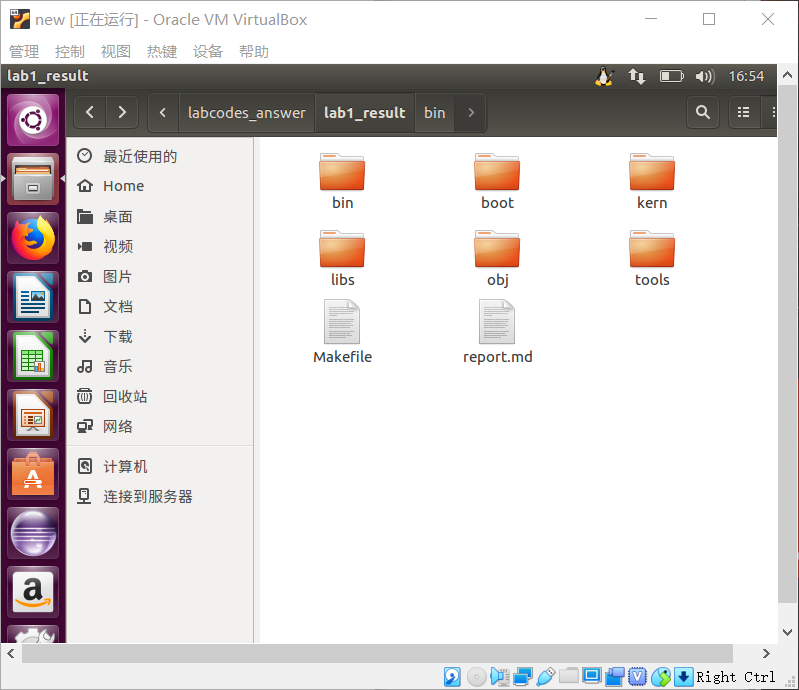 new [正在运行] - Oracle VM VirtualBox
管理 控制 视图 热键 设备 帮助
lab1_result 16:54
labcodes_answer lab1_result bin
最近使用的
Home
桌面
视频
图片
文档
下载
音乐
回收站
网络
计算机
连接到服务器
bin boot kern
libs obj tools
Makefile report.md
a
Right Ctrl